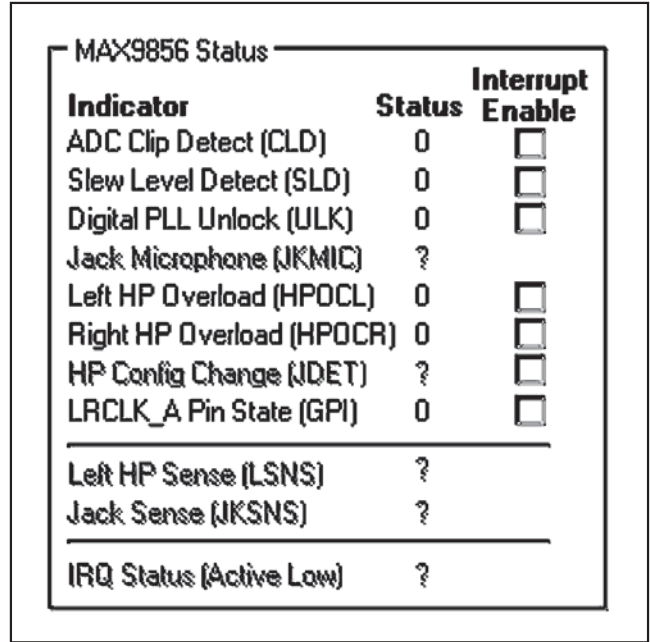 MAX9856 Status
Indicator Status Interrupt Enable
ADC Clip Detect (CLD) 0
Slew Level Detect (SLD) 0
Digital PLL Unlock (ULK) 0
Jack Microphone (JKMIC) ?
Left HP Overload (HPOCL) 0
Right HP Overload (HPOCR) 0
HP Config Change (JDET) ?
LRCLK_A Pin State (GPI) 0
Left HP Sense (LSNS) ?
Jack Sense (JKSNS) ?
IRQ Status (Active Low) ?